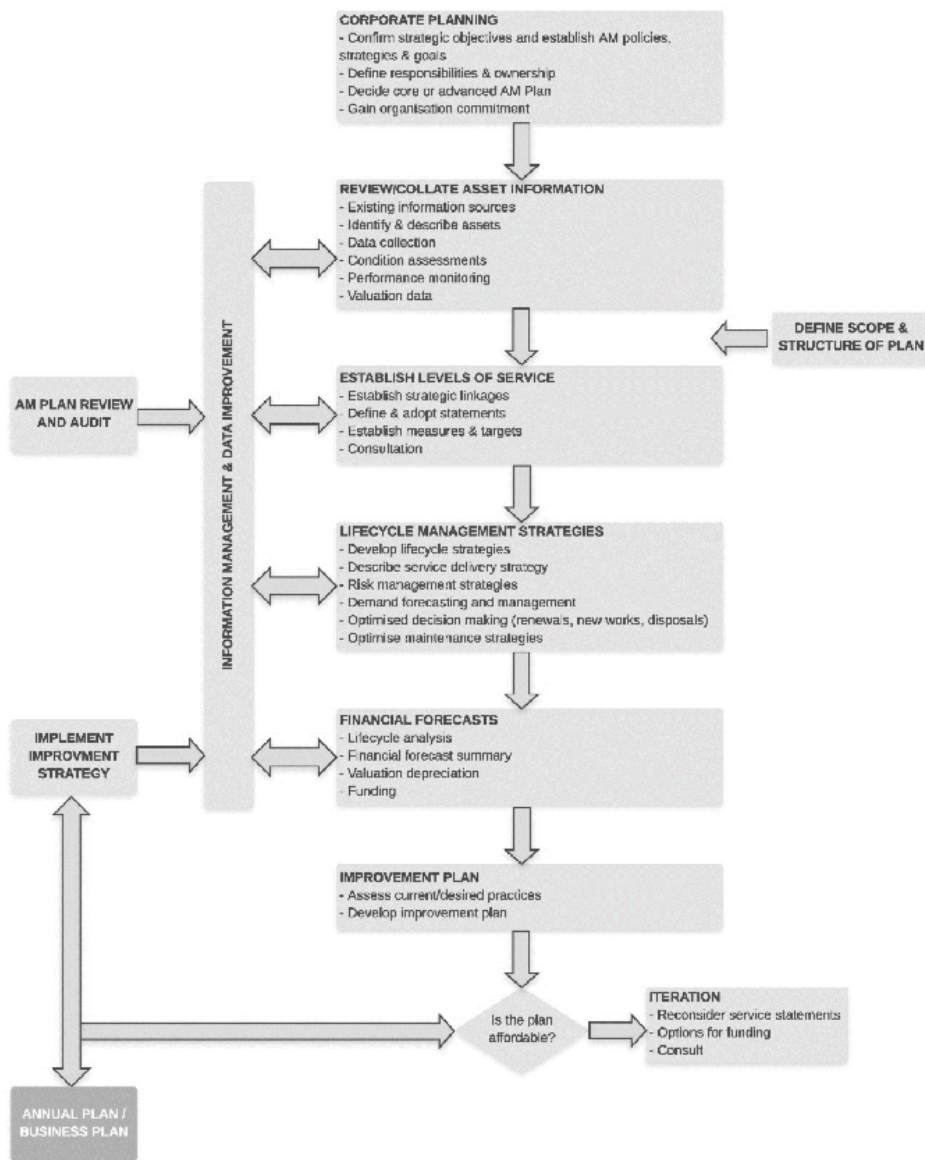 CORPORATE PLANNING
- Confirm strategic objectives and establish AM policies,
strategies & goals
- Define responsibilities & ownership
- Decide core or advanced AM Plan
- Gain organisation commitment
REVIEW/COLLATE ASSET INFORMATION
- Existing information sources
- Identify & describe assets
- Data collection
- Condition assessments
- Performance monitoring
- Valuation data
DEFINE SCOPE &
STRUCTURE OF PLAN
INFORMATION MANAGEMENT & DATA IMPROVEMENT
AM PLAN REVIEW
AND AUDIT
ESTABLISH LEVELS OF SERVICE
- Establish strategic linkages
- Define & adopt statements
- Establish measures & targets
- Consultation
LIFECYCLE MANAGEMENT STRATEGIES
- Develop lifecycle strategies
- Describe service delivery strategy
- Risk management strategies
- Demand forecasting and management
- Optimised decision making (renewals, new works, disposals)
- Optimise maintenance strategies
IMPLEMENT
IMPROVMENT
STRATEGY
FINANCIAL FORECASTS
- Lifecycle analysis
- Financial forecast summary
- Valuation depreciation
- Funding
IMPROVEMENT PLAN
- Assess current/desired practices
- Develop improvement plan
Is the plan
affordable?
ITERATION
- Reconsider service statements
- Options for funding
- Consult
ANNUAL PLAN /
BUSINESS PLAN